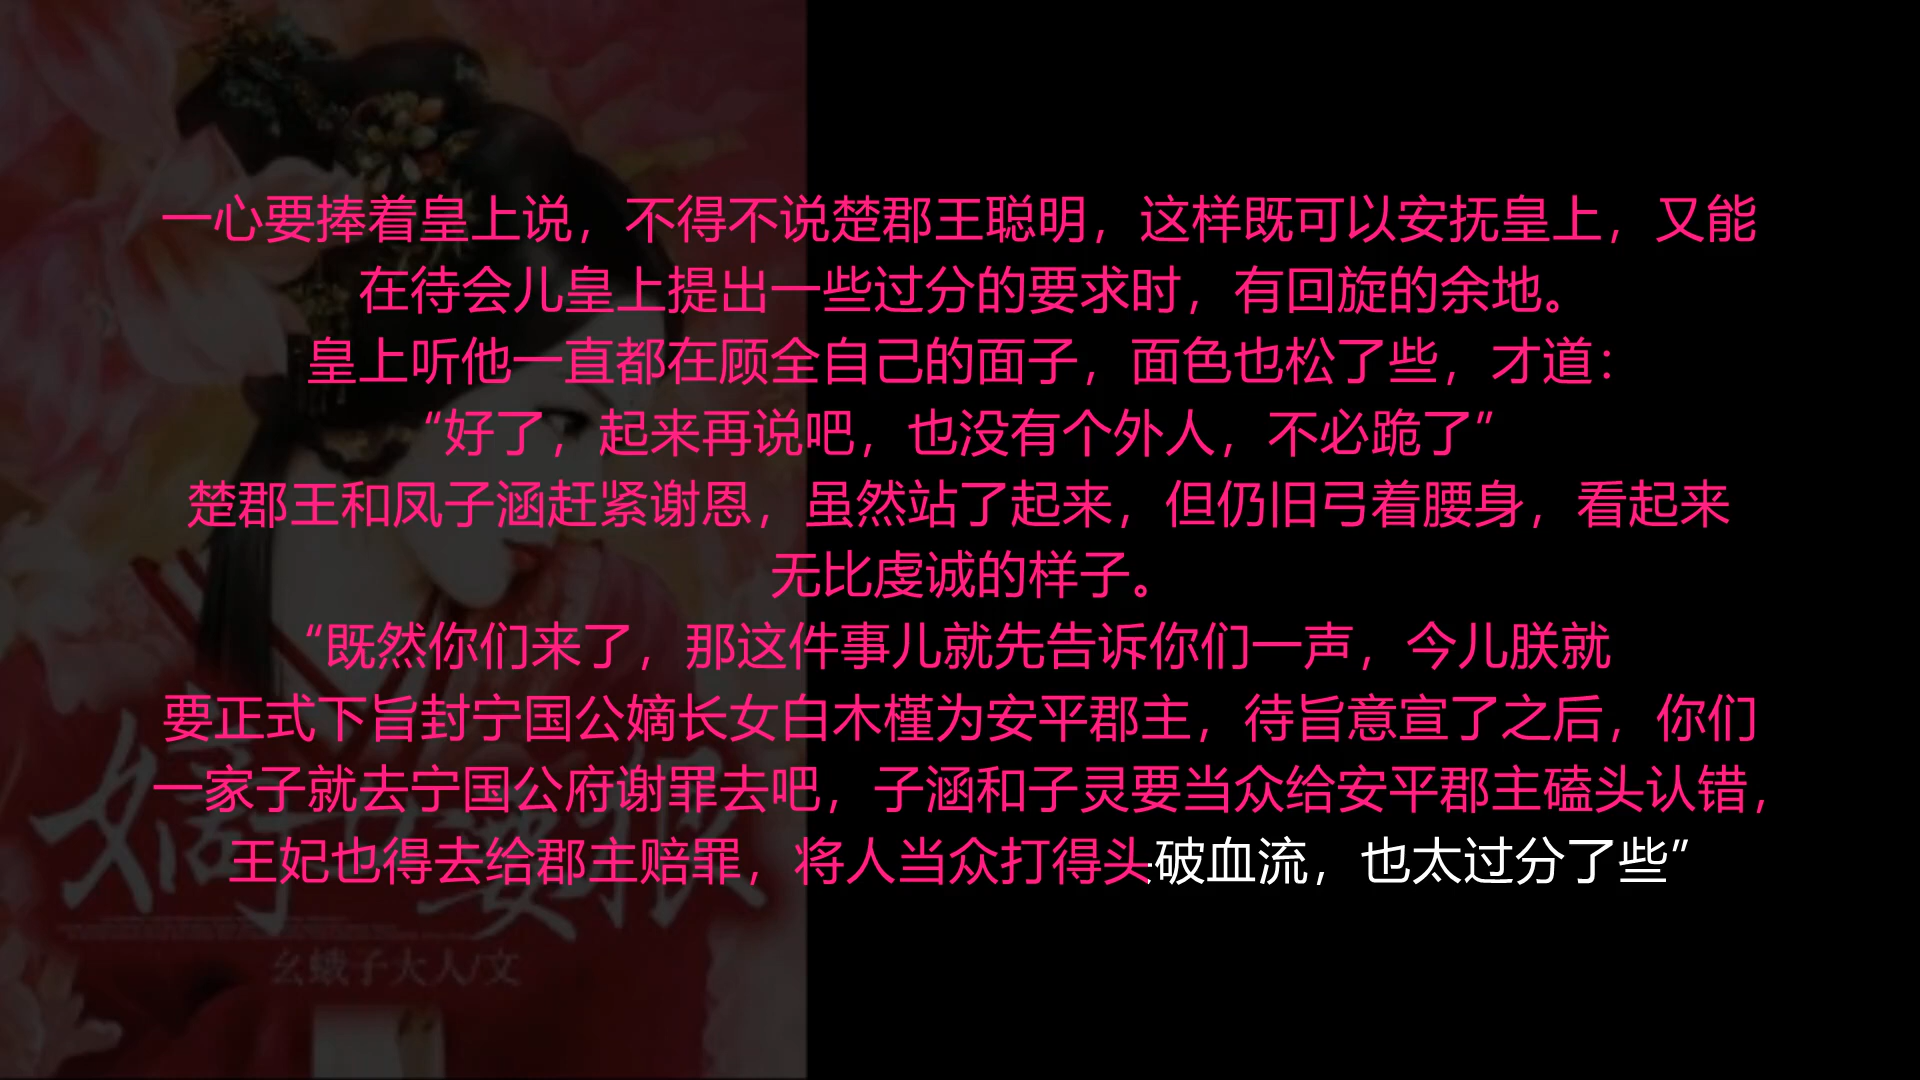 一心要捧着皇上说，不得不说楚郡王聪明，这样既可以安抚皇上，又能
在待会儿皇上提出一些过分的要求时，有回旋的余地。
皇上听他一直都在顾全自己的面子，面色也松了些，才道：
“好了，起来再说吧，也没有个外人，不必跪了”
楚郡王和凤子涵赶紧谢恩，虽然站了起来，但仍旧弓着腰身，看起来
无比虔诚的样子。
“既然你们来了，那这件事儿就先告诉你们一声，今儿朕就
要正式下旨封宁国公嫡长女白木槿为安平郡主，待旨意宣了之后，你们
一家子就去宁国公府谢罪去吧，子涵和子灵要当众给安平郡主磕头认错，
王妃也得去给郡主赔罪，将人当众打得头破血流，也太过分了些”
幺蛾子大人/文